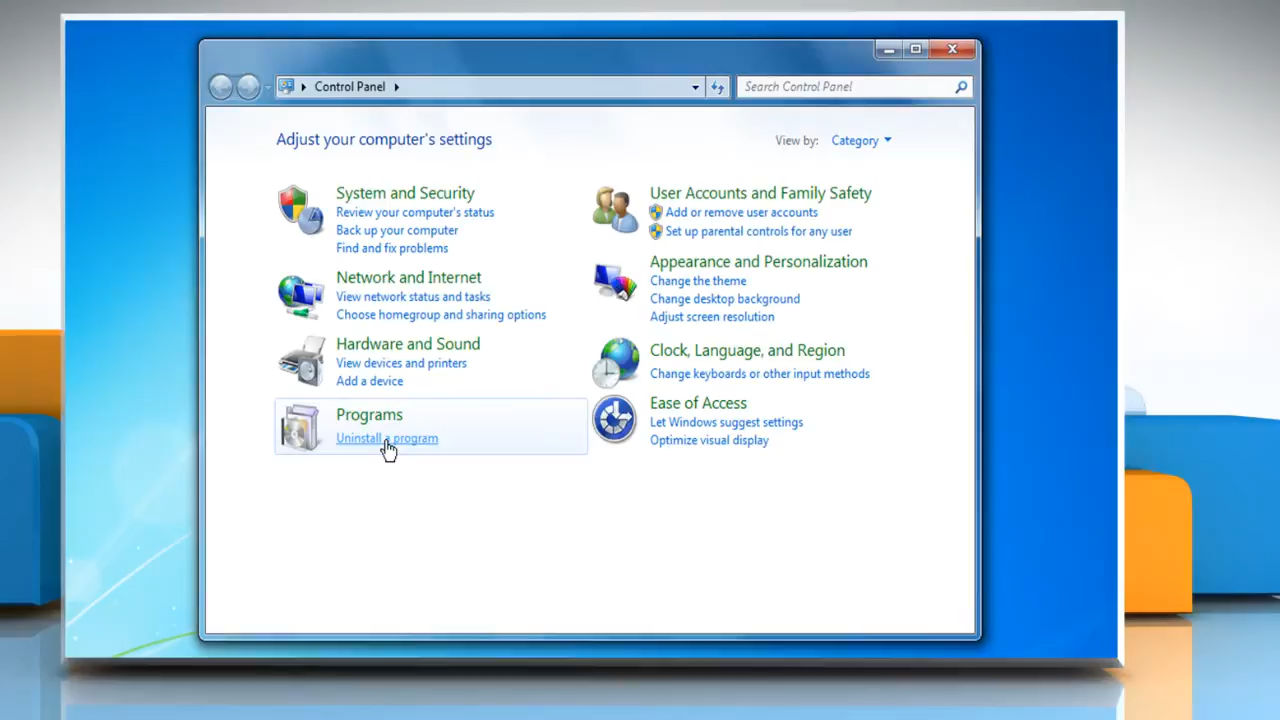 Control Panel
Search Control Panel
Adjust your computer's settings
View by: Category
System and Security
Review your computer's status
Back up your computer
Find and fix problems
Network and Internet
View network status and tasks
Choose homegroup and sharing options
Hardware and Sound
View devices and printers
Add a device
Programs
Uninstall a program
User Accounts and Family Safety
Add or remove user accounts
Set up parental controls for any user
Appearance and Personalization
Change the theme
Change desktop background
Adjust screen resolution
Clock, Language, and Region
Change keyboards or other input methods
Ease of Access
Let Windows suggest settings
Optimize visual display